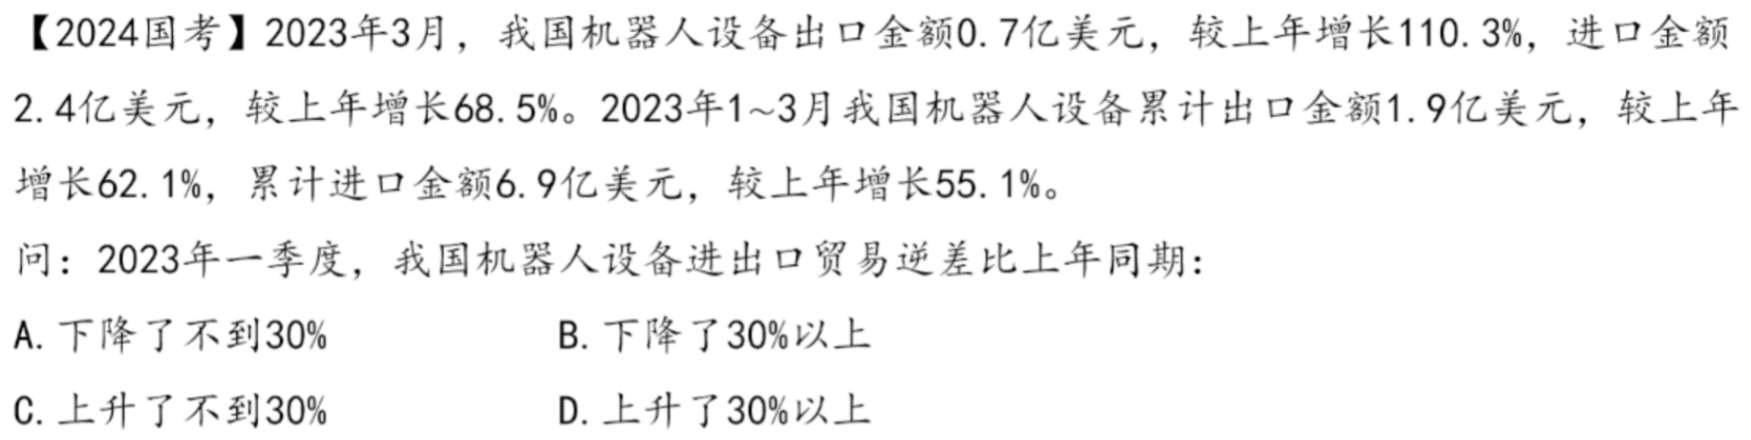 【2024国考】2023年3月，我国机器人设备出口金额0.7亿美元，较上年增长110.3%，进口金额
2.4亿美元，较上年增长68.5%。2023年1~3月我国机器人设备累计出口金额1.9亿美元，较上年
增长62.1%，累计进口金额6.9亿美元，较上年增长55.1%。
问：2023年一季度，我国机器人设备进出口贸易逆差比上年同期：
A.下降了不到30% B.下降了30%以上
C.上升了不到30% D.上升了30%以上